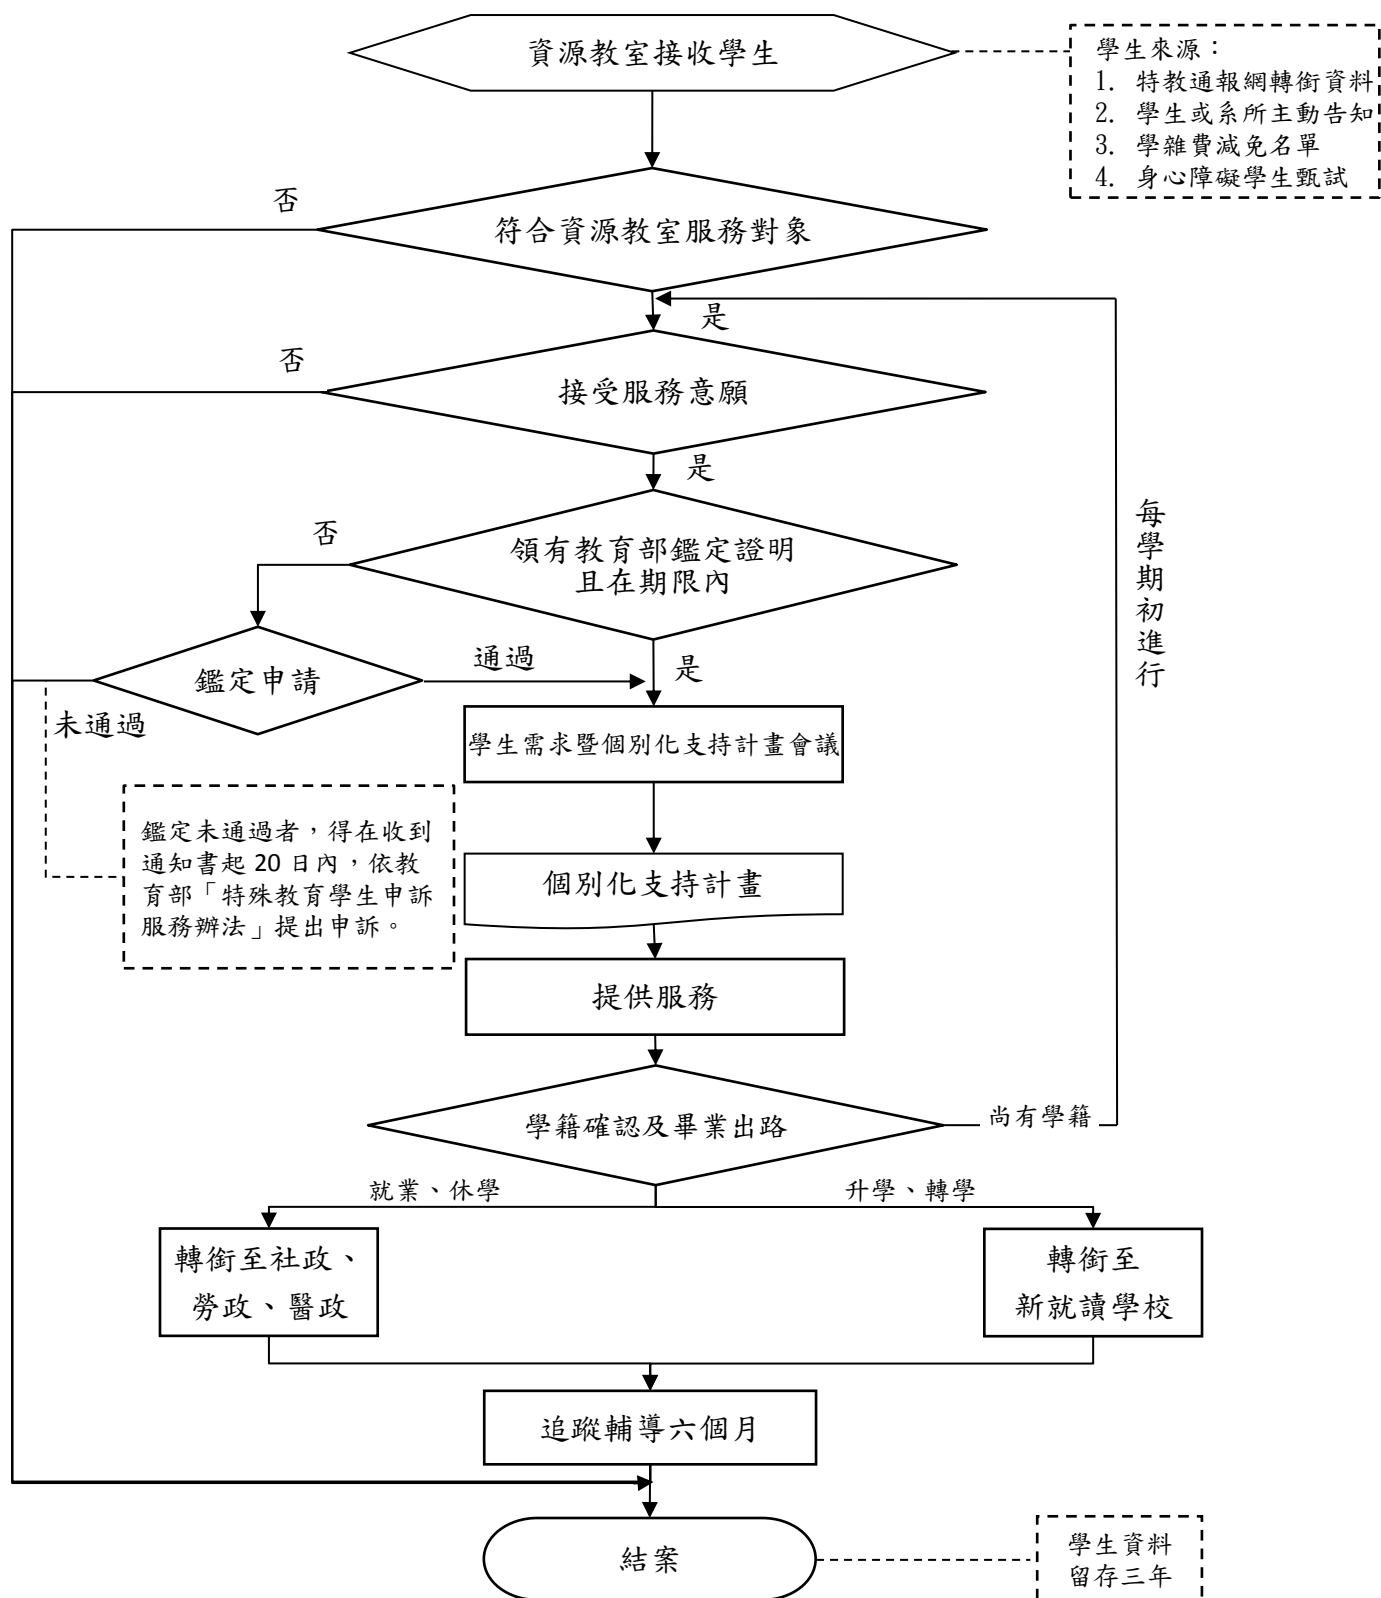 資源教室接收學生
學生來源：
1. 特教通報網轉銜資料
2. 學生或系所主動告知
3. 學雜費減免名單
4. 身心障礙學生甄試
否
符合資源教室服務對象
是
否
接受服務意願
是
每學期初進行
否
領有教育部鑑定證明
且在期限內
通過
是
鑑定申請
未通過
學生需求暨個別化支持計畫會議
鑑定未通過者，得在收到
通知書起 20 日內，依教
育部「特殊教育學生申訴
服務辦法」提出申訴。
個別化支持計畫
提供服務
學籍確認及畢業出路
尚有學籍
就業、休學
升學、轉學
轉銜至社政、
勞政、醫政
轉銜至
新就讀學校
追蹤輔導六個月
結案
學生資料
留存三年